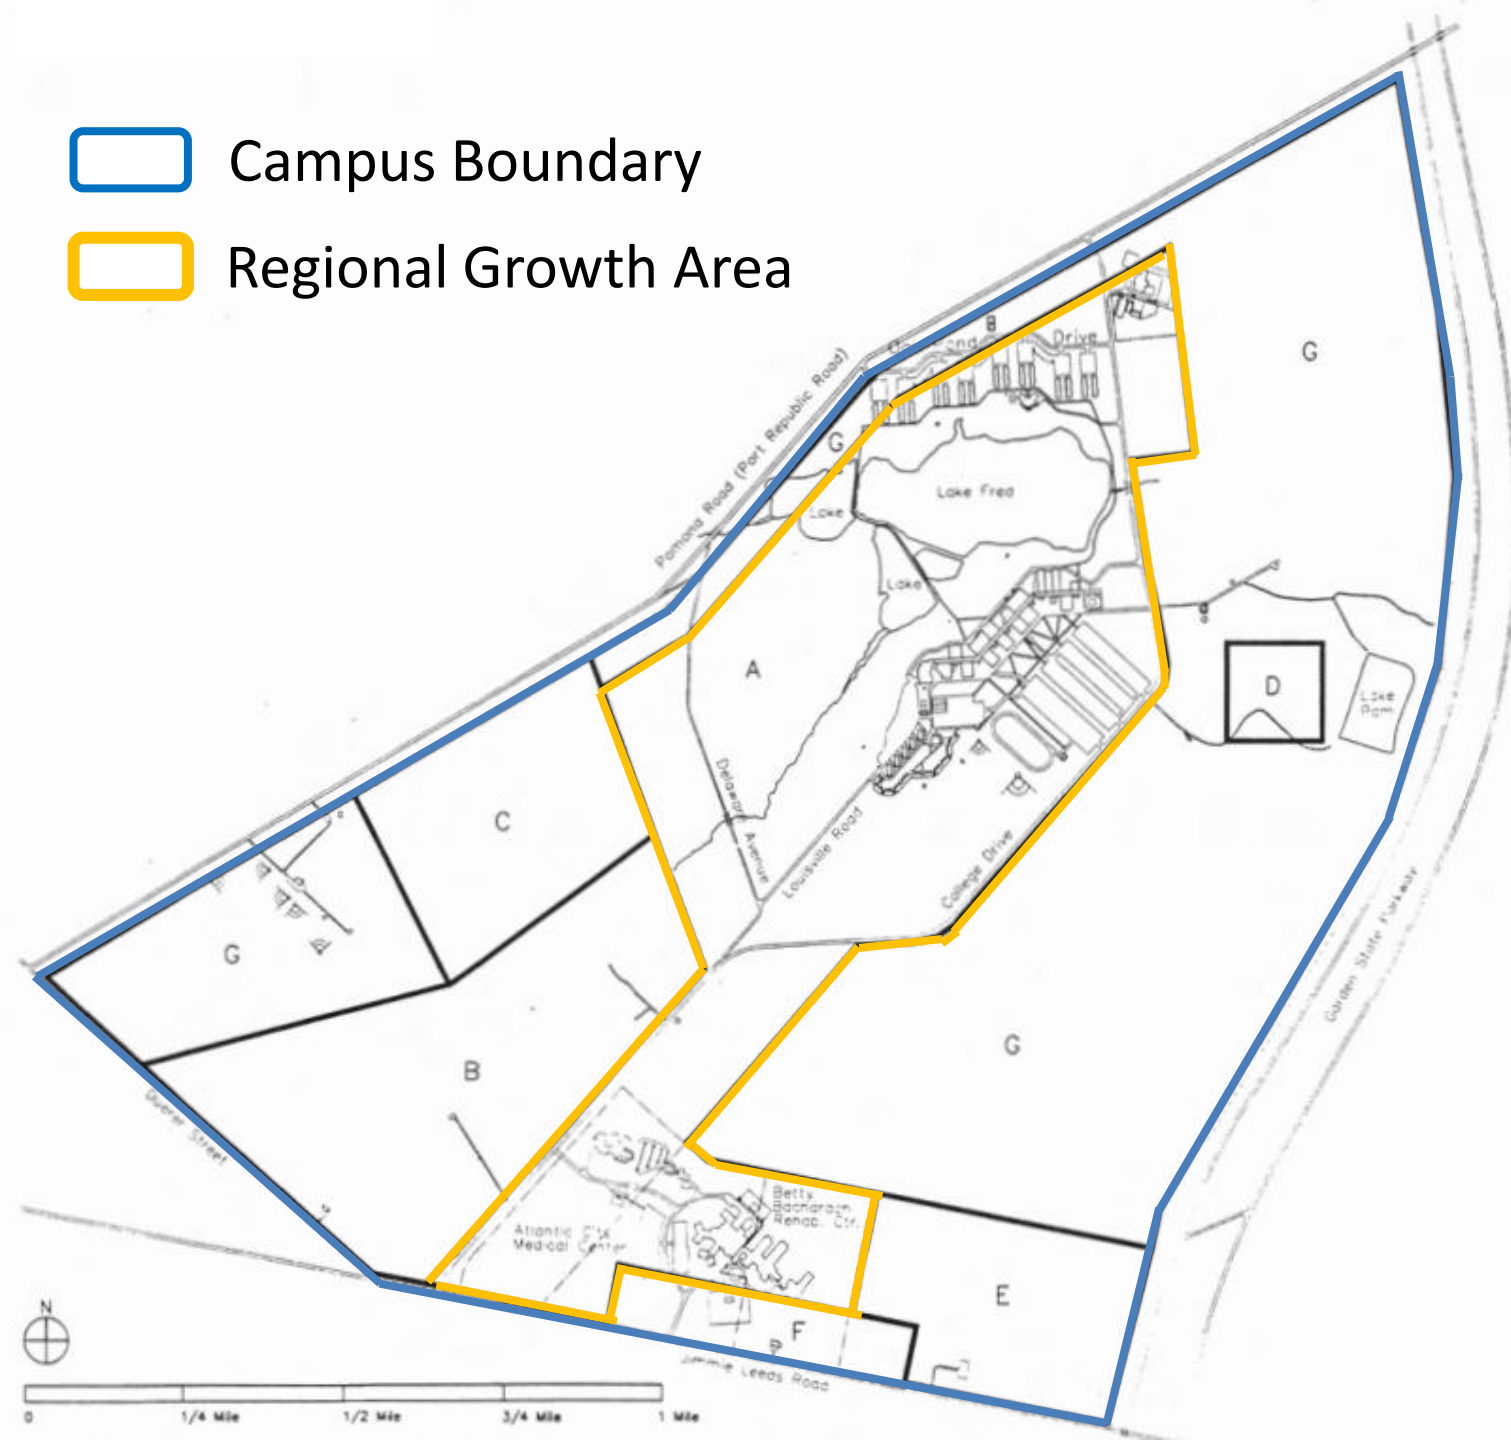 Campus Boundary
Regional Growth Area
B
Drive
G
Pomona Road (Port Republic Road)
G
Lake Fred
Lake
Lake
A
D
Lake
Pam
Delaware Avenue
C
Louisville Road
College Drive
G
Garden State Parkway
G
B
Duerer Street
Betty
Bacharach
Rehab. Ctr.
Atlantic City
Medical Center
E
F
Jimmie Leeds Road
N
0 1/4 Mile 1/2 Mile 3/4 Mile 1 Mile